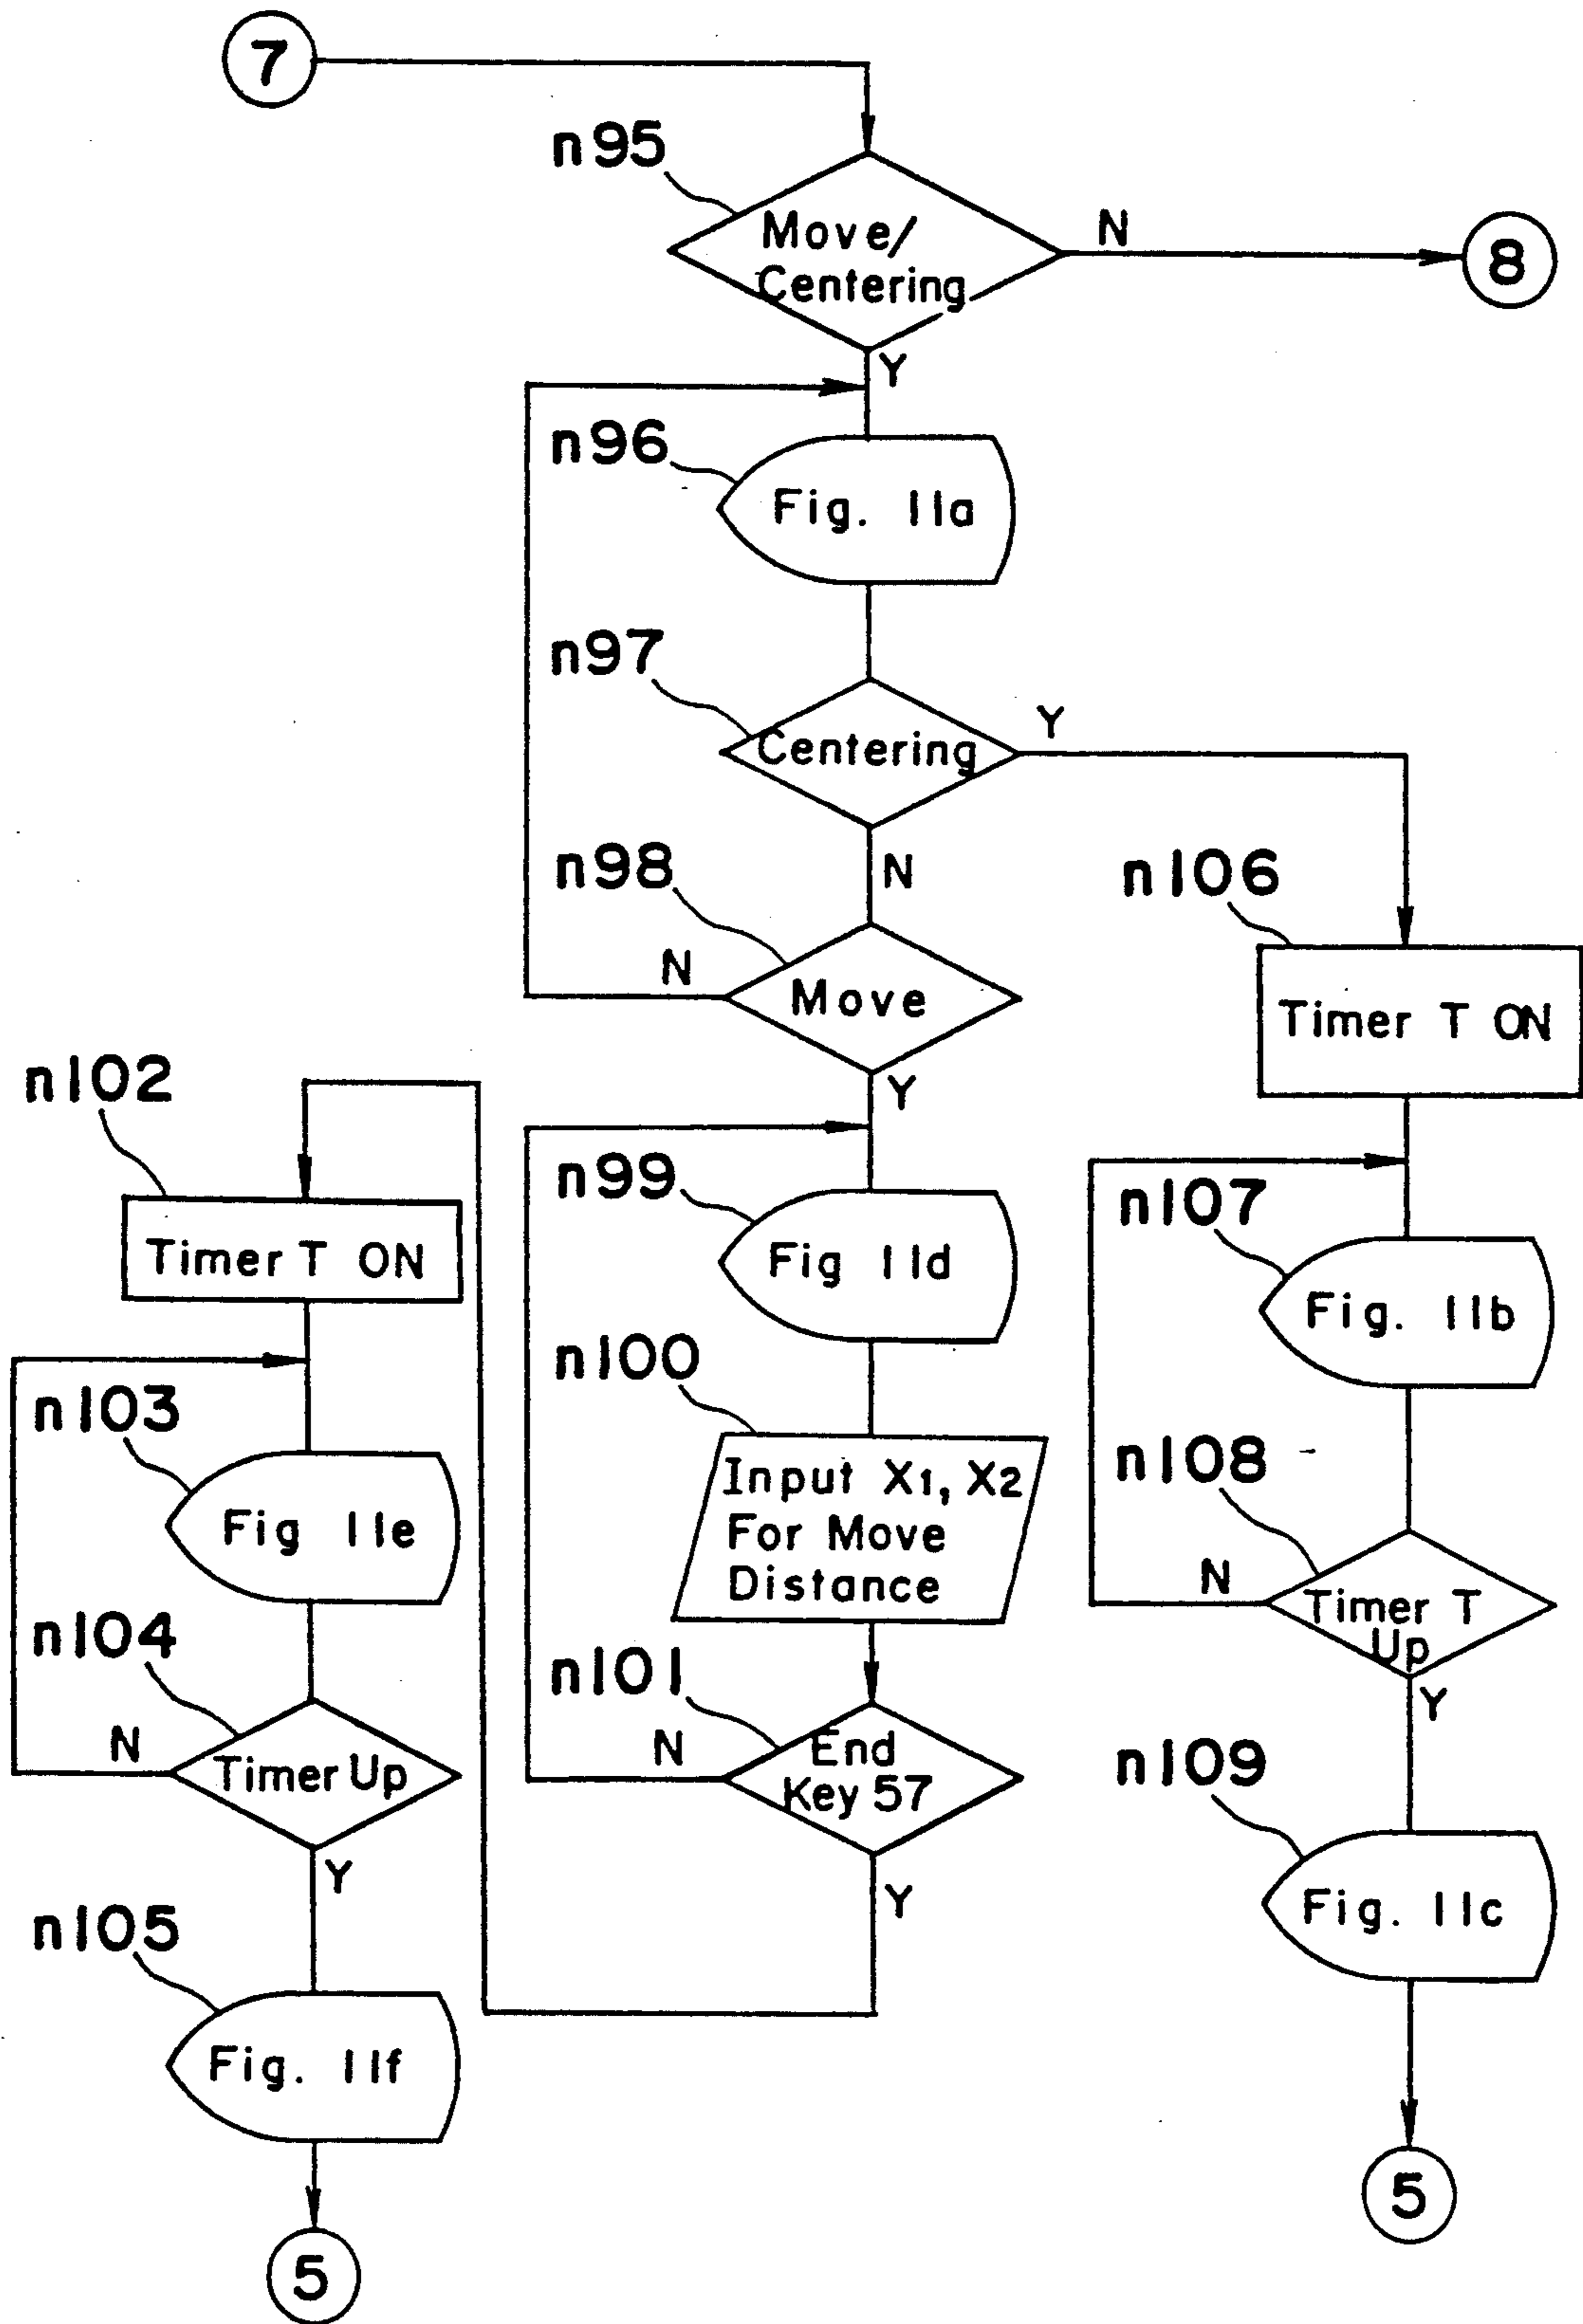 7
n95
Move/
Centering
N
8
Y
n96
Fig. 11a
n97
Centering
Y
N
n98
Move
N
Y
n106
Timer T ON
n102
Timer T ON
n99
Fig 11d
n107
Fig. 11b
n103
Fig 11e
n100
Input X1, X2
For Move
Distance
n108
Timer T
Up
N
Y
n104
Timer Up
N
Y
n101
End
Key 57
N
Y
n109
Fig. 11c
n105
Fig. 11f
5
5